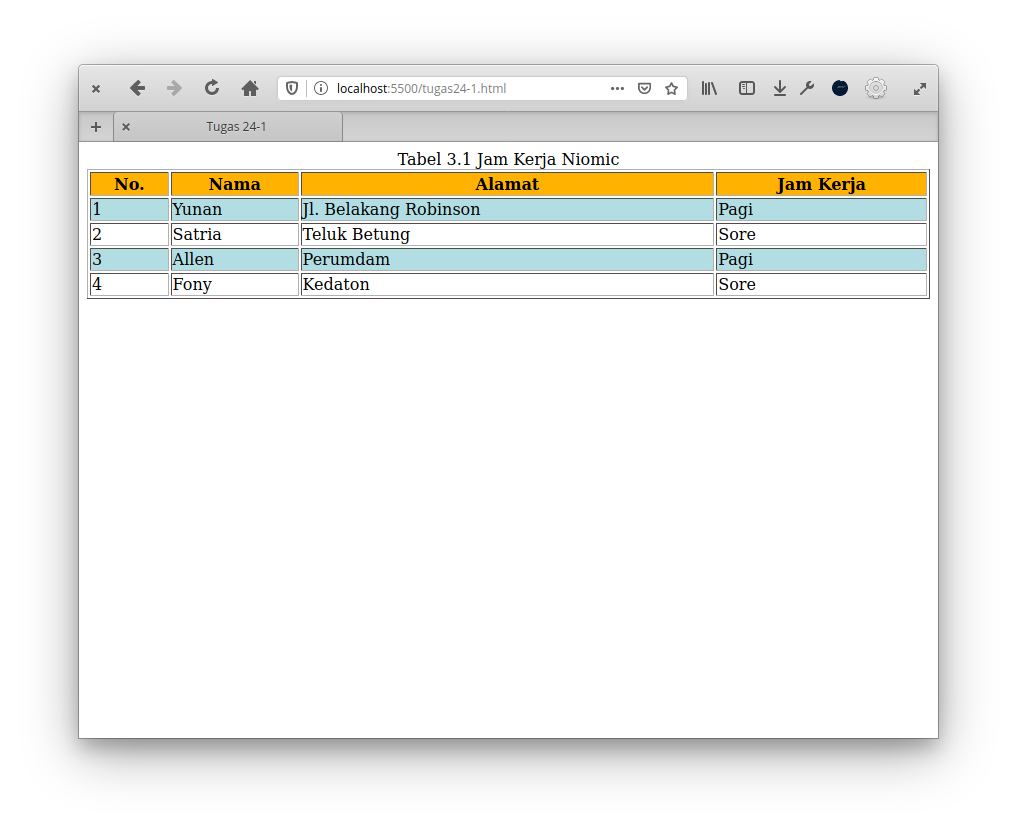 localhost:5500/tugas24-1.html
Tugas 24-1
Tabel 3.1 Jam Kerja Niomic
No. Nama Alamat Jam Kerja
1 Yunan Jl. Belakang Robinson Pagi
2 Satria Teluk Betung Sore
3 Allen Perumdam Pagi
4 Fony Kedaton Sore